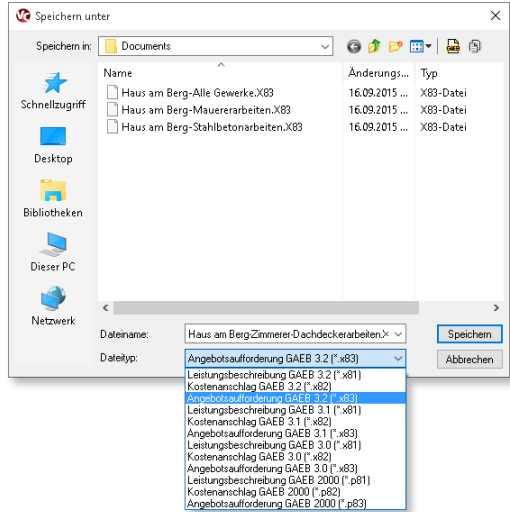 Speichern unter
Speichern in:
Documents
Name
Änderungs...
Typ
Haus am Berg-Alle Gewerke.X83
16.09.2015 ...
X83-Datei
Haus am Berg-Mauererarbeiten.X83
16.09.2015 ...
X83-Datei
Haus am Berg-Stahlbetonarbeiten.X83
16.09.2015 ...
X83-Datei
Schnellzugriff
Desktop
Bibliotheken
Dieser PC
Netzwerk
Dateiname:
Haus am Berg-Zimmerer-Dachdeckerarbeiten.X
Speichern
Dateityp:
Angebotsaufforderung GAEB 3.2 (*.x83)
Abbrechen
Leistungsbeschreibung GAEB 3.2 (*.x81)
Kostenanschlag GAEB 3.2 (*.x82)
Angebotsaufforderung GAEB 3.2 (*.x83)
Leistungsbeschreibung GAEB 3.1 (*.x81)
Kostenanschlag GAEB 3.1 (*.x82)
Angebotsaufforderung GAEB 3.1 (*.x83)
Leistungsbeschreibung GAEB 3.0 (*.x81)
Kostenanschlag GAEB 3.0 (*.x82)
Angebotsaufforderung GAEB 3.0 (*.x83)
Leistungsbeschreibung GAEB 2000 (*.p81)
Kostenanschlag GAEB 2000 (*.p82)
Angebotsaufforderung GAEB 2000 (*.p83)